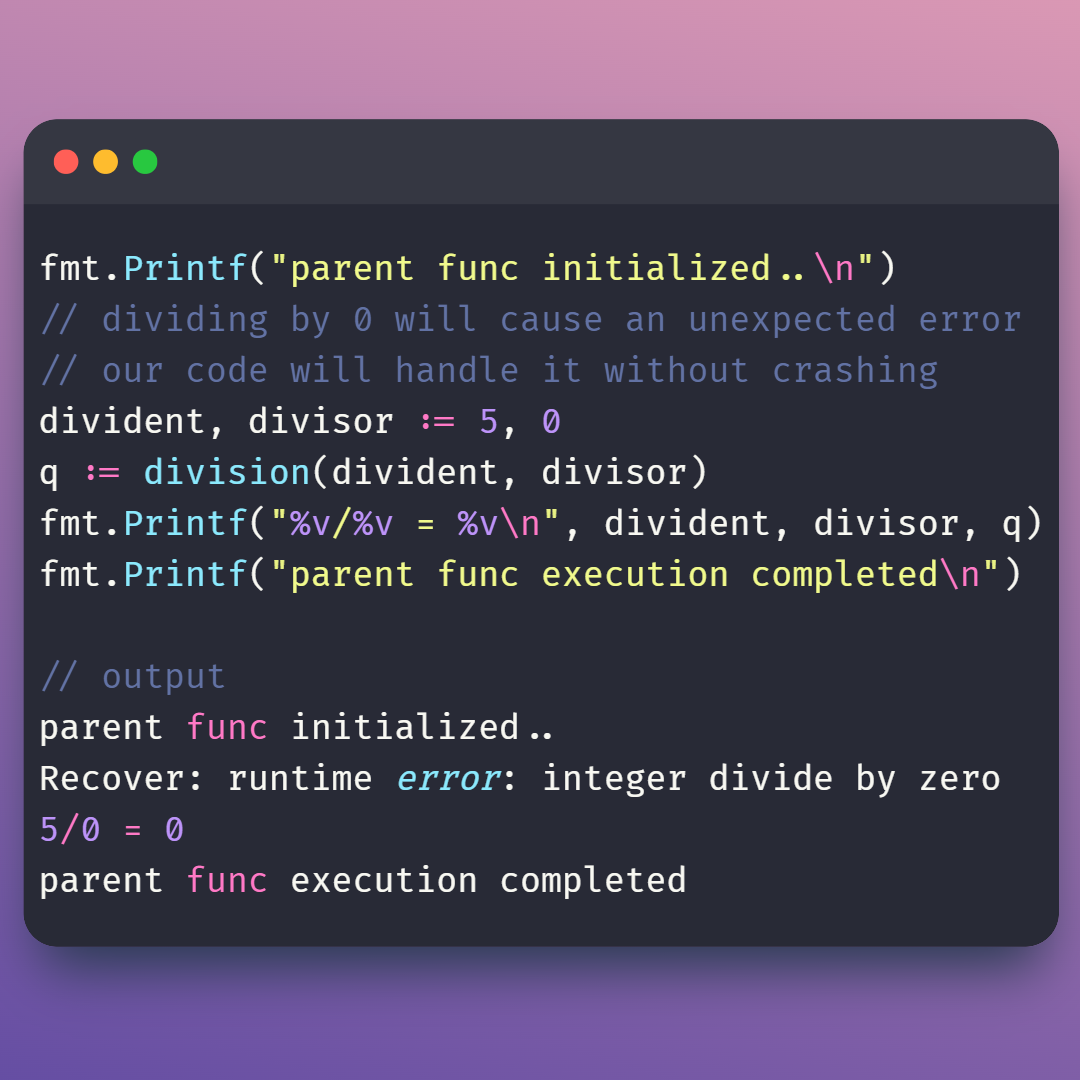 fmt.Printf("parent func initialized..\n")
// dividing by 0 will cause an unexpected error
// our code will handle it without crashing
divident, divisor := 5, 0
q := division(divident, divisor)
fmt.Printf("%v/%v = %v\n", divident, divisor, q)
fmt.Printf("parent func execution completed\n")
// output
parent func initialized..
Recover: runtime error: integer divide by zero
5/0 = 0
parent func execution completed